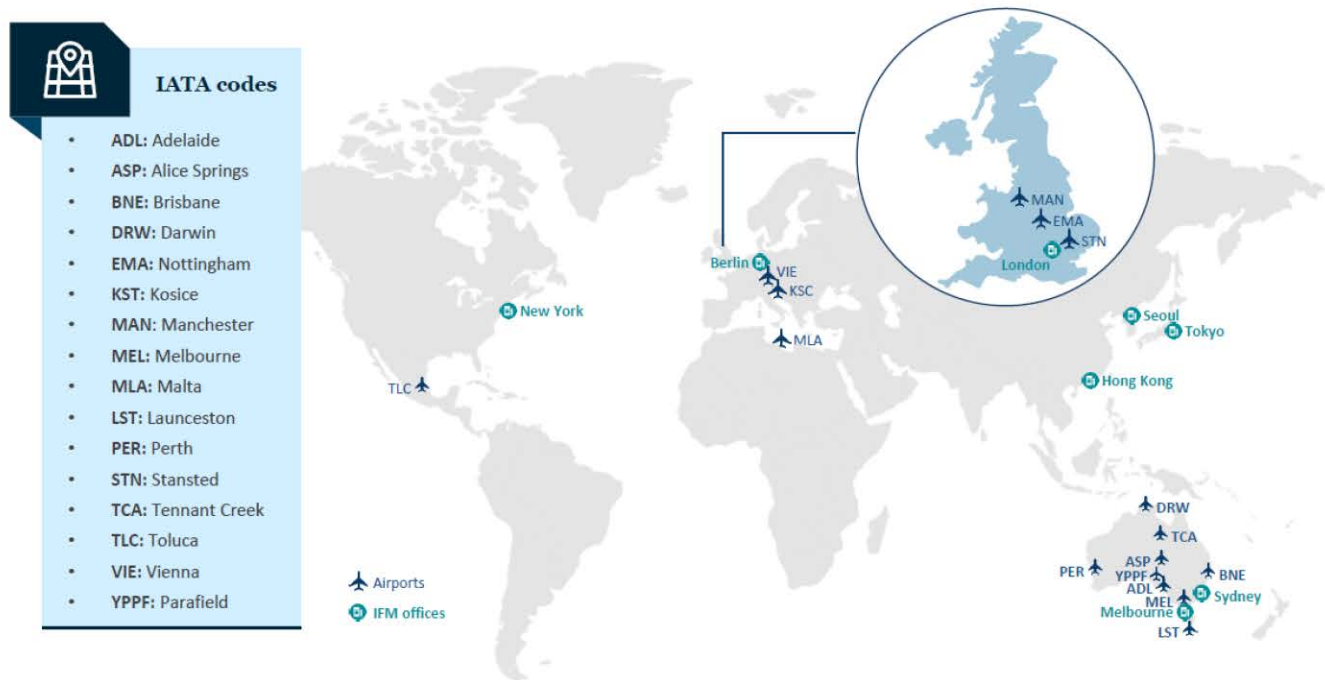 IATA codes
• ADL: Adelaide
• ASP: Alice Springs
• BNE: Brisbane
• DRW: Darwin
• EMA: Nottingham
• KST: Kosice
• MAN: Manchester
• MEL: Melbourne
• MLA: Malta
• LST: Launceston
• PER: Perth
• STN: Stansted
• TCA: Tennant Creek
• TLC: Toluca
• VIE: Vienna
• YPPF: Parafield
Airports
IFM offices
MAN
EMA
STN
London
Berlin
VIE
KSC
New York
MLA
TLC
Seoul
Tokyo
Hong Kong
DRW
TCA
ASP
PER
YPPF
BNE
ADL
MEL
Sydney
Melbourne
LST